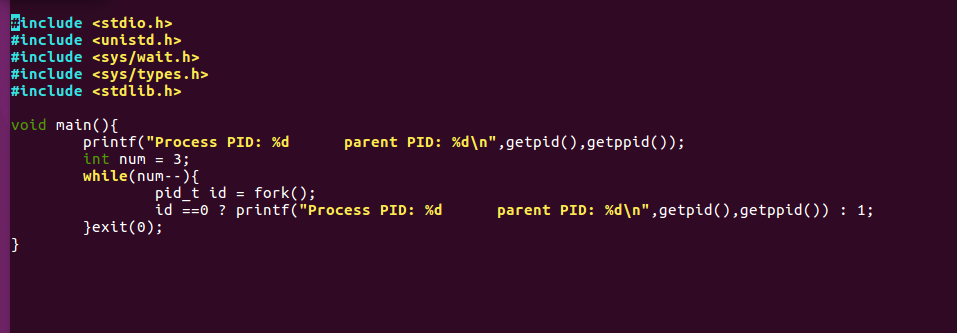 #include <stdio.h>
#include <unistd.h>
#include <sys/wait.h>
#include <sys/types.h>
#include <stdlib.h>

void main(){
        printf("Process PID: %d      parent PID: %d\n",getpid(),getppid());
        int num = 3;
        while(num--){
                pid_t id = fork();
                id ==0 ? printf("Process PID: %d      parent PID: %d\n",getpid(),getppid()) : 1;
        }exit(0);
}